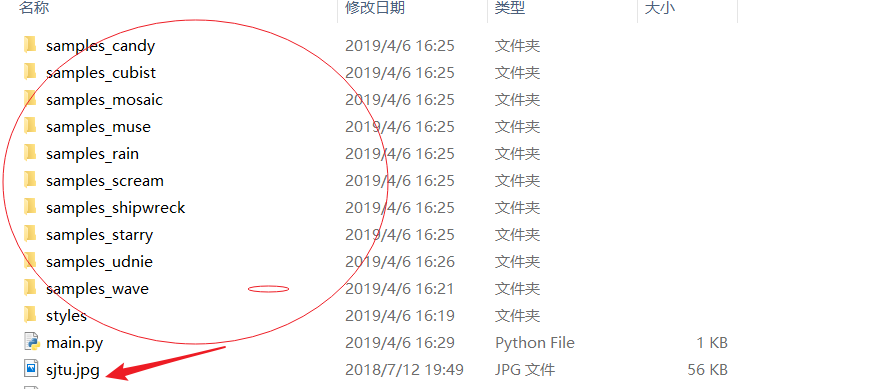 名称 修改日期 类型 大小
samples_candy 2019/4/6 16:25 文件夹
samples_cubist 2019/4/6 16:25 文件夹
samples_mosaic 2019/4/6 16:25 文件夹
samples_muse 2019/4/6 16:25 文件夹
samples_rain 2019/4/6 16:25 文件夹
samples_scream 2019/4/6 16:25 文件夹
samples_shipwreck 2019/4/6 16:25 文件夹
samples_starry 2019/4/6 16:25 文件夹
samples_udnie 2019/4/6 16:26 文件夹
samples_wave 2019/4/6 16:21 文件夹
styles 2019/4/6 16:19 文件夹
main.py 2019/4/6 16:29 Python File 1 KB
sjtu.jpg 2018/7/12 19:49 JPG 文件 56 KB